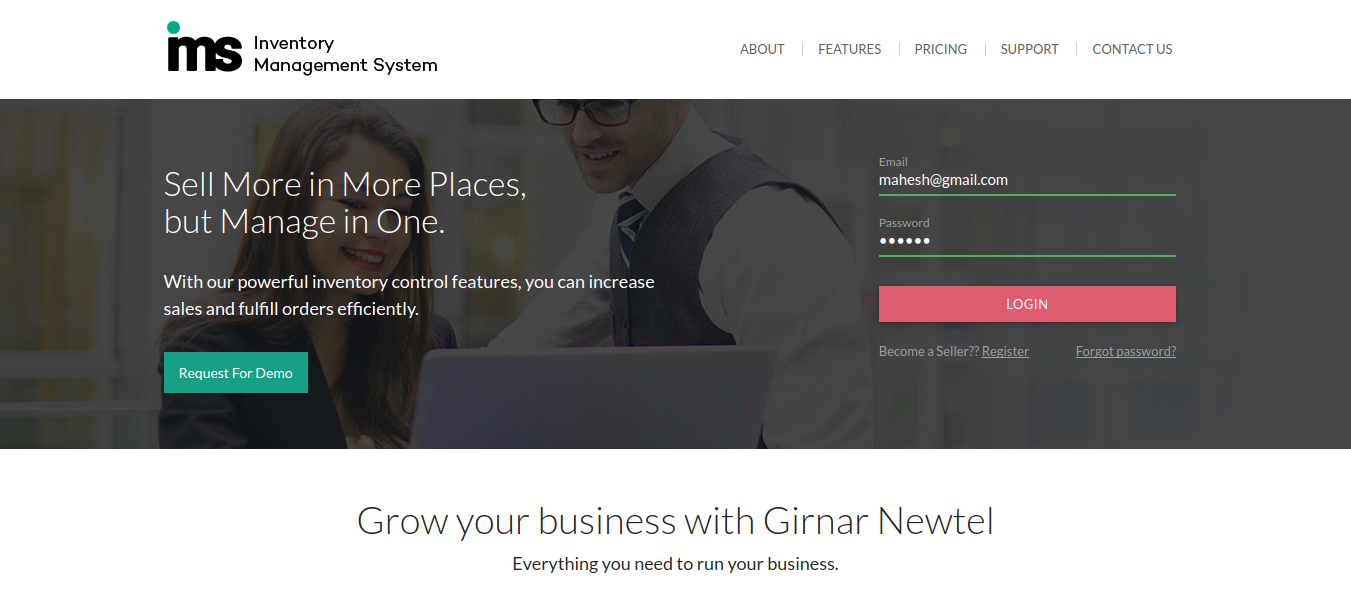 ims
Inventory
Management System
ABOUT
FEATURES
PRICING
SUPPORT
CONTACT US
Sell More in More Places,
but Manage in One.
With our powerful inventory control features, you can increase
sales and fulfill orders efficiently.
Request For Demo
Email
mahesh@gmail.com
Password
••••••
LOGIN
Become a Seller?? Register
Forgot password?
Grow your business with Girnar Newtel
Everything you need to run your business.